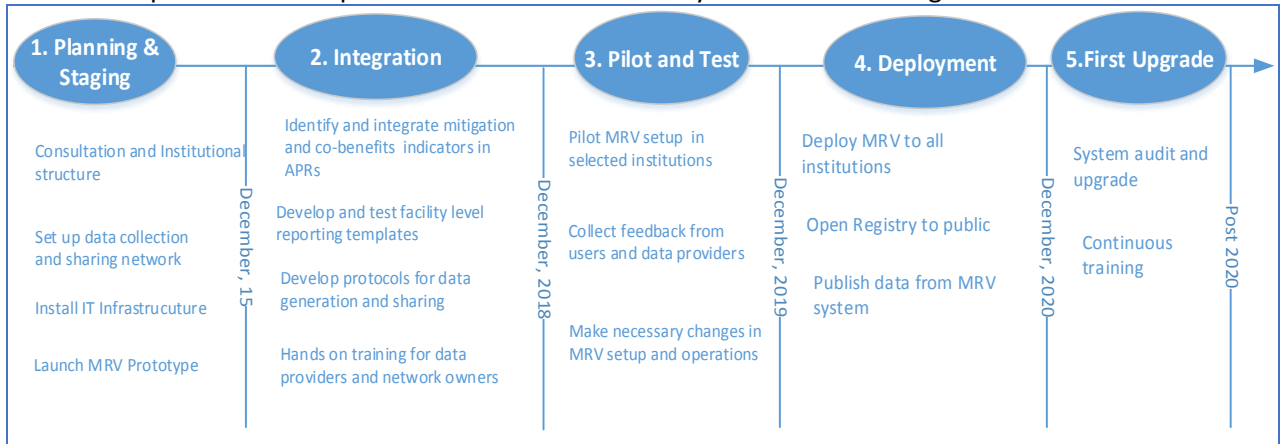 1. Planning &
Staging
Consultation and Institutional
structure
Set up data collection
and sharing network
Install IT Infrastrucuture
Launch MRV Prototype
December, 15
2. Integration
Identify and integrate mitigation
and co-benefits indicators in
APRs
Develop and test facility level
reporting templates
Develop protocols for data
generation and sharing
Hands on training for data
providers and network owners
December, 2018
3. Pilot and Test
Pilot MRV setup in
selected institutions
Collect feedback from
users and data providers
Make necessary changes in
MRV setup and operations
December, 2019
4. Deployment
Deploy MRV to all
institutions
Open Registry to public
Publish data from MRV
system
December, 2020
5.First Upgrade
System audit and
upgrade
Continuous
training
Post 2020